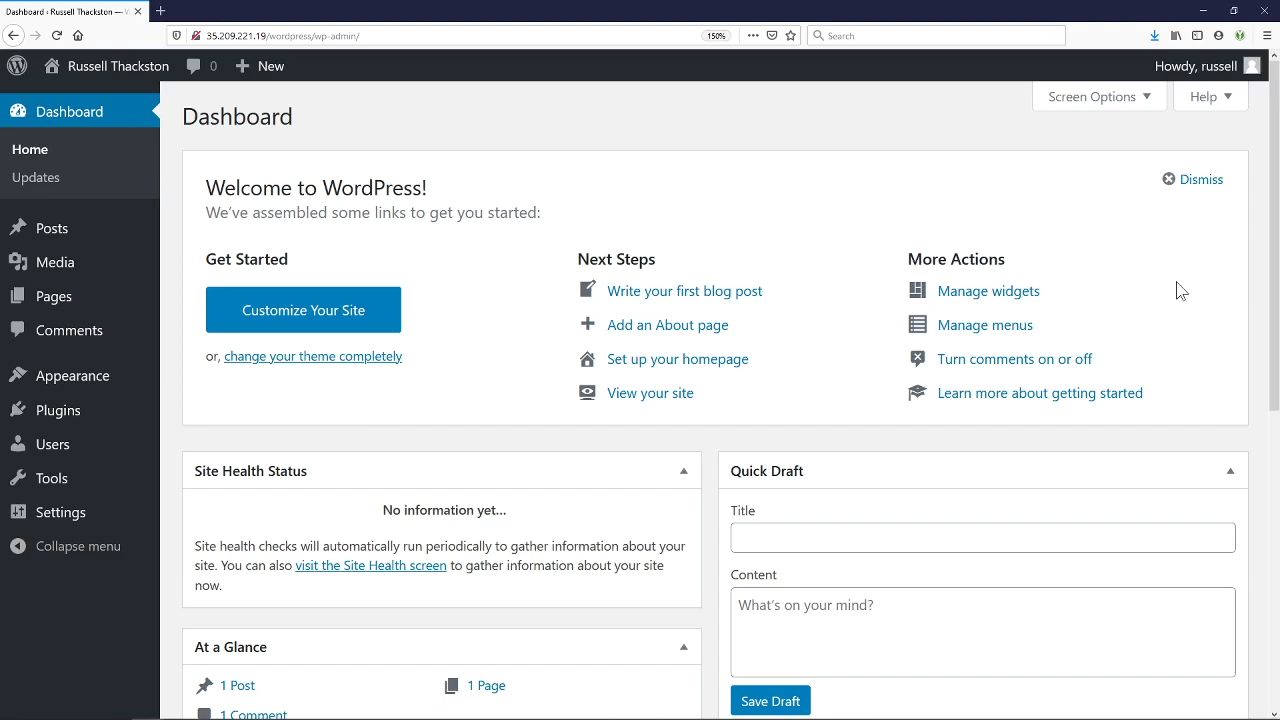 Dashboard ‹ Russell Thackston —
35.209.221.19/wordpress/wp-admin/
150%
Search
Russell Thackston
0
New
Howdy, russell
Dashboard
Home
Updates
Posts
Media
Pages
Comments
Appearance
Plugins
Users
Tools
Settings
Collapse menu
Screen Options
Help
Dashboard
Welcome to WordPress!
We've assembled some links to get you started:
Dismiss
Get Started
Customize Your Site
or, change your theme completely
Next Steps
Write your first blog post
Add an About page
Set up your homepage
View your site
More Actions
Manage widgets
Manage menus
Turn comments on or off
Learn more about getting started
Site Health Status
No information yet...
Site health checks will automatically run periodically to gather information about your
site. You can also visit the Site Health screen to gather information about your site
now.
At a Glance
1 Post
1 Page
1 Comment
Quick Draft
Title
Content
What's on your mind?
Save Draft